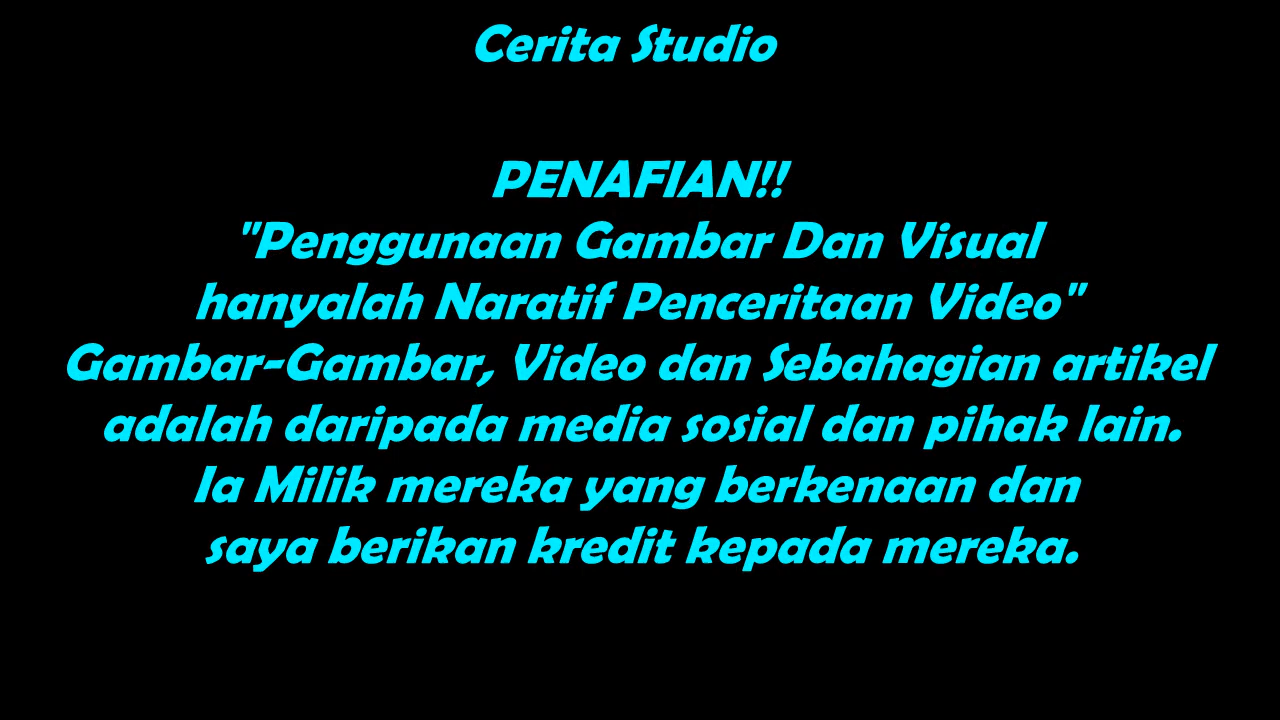 Cerita Studio
PENAFIAN!!
"Penggunaan Gambar Dan Visual
hanyalah Naratif Penceritaan Video"
Gambar-Gambar, Video dan Sebahagian artikel
adalah daripada media sosial dan pihak lain.
Ia Milik mereka yang berkenaan dan
saya berikan kredit kepada mereka.